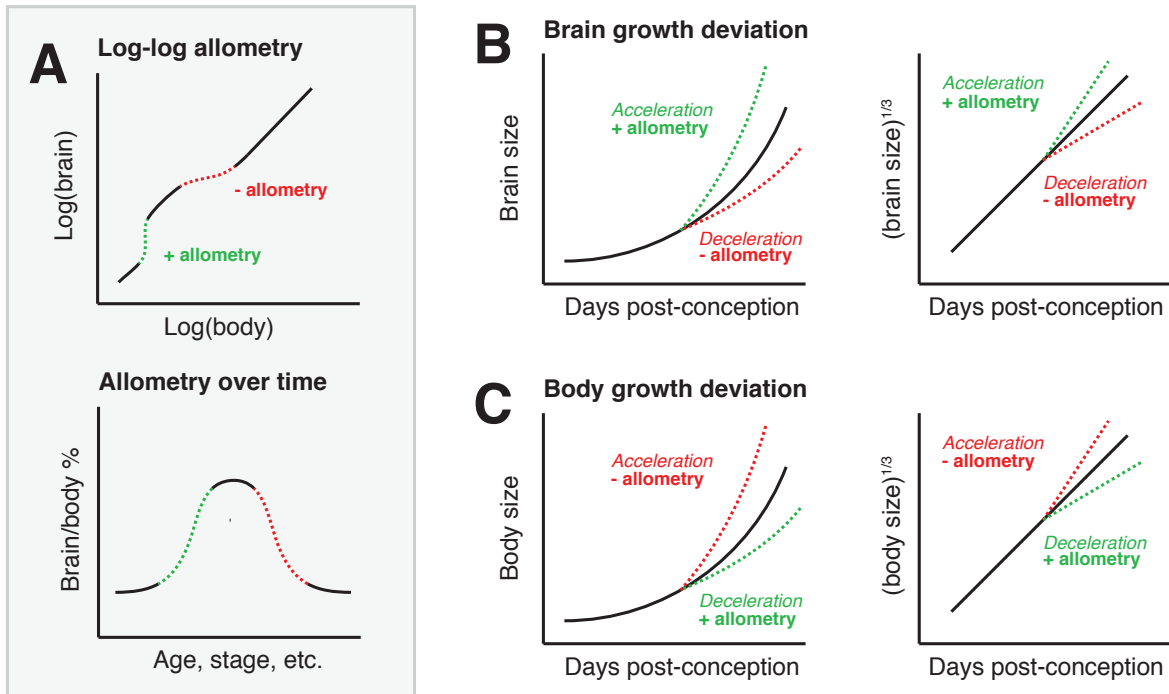 A
Log-log allometry
Log(brain)
- allometry
+ allometry
Log(body)
Allometry over time
Brain/body %
Age, stage, etc.
B
Brain growth deviation
Brain size
Acceleration
+ allometry
Deceleration
- allometry
Days post-conception
(brain size)1/3
Acceleration
+ allometry
Deceleration
- allometry
Days post-conception
C
Body growth deviation
Body size
Acceleration
- allometry
Deceleration
+ allometry
Days post-conception
(body size)1/3
Acceleration
- allometry
Deceleration
+ allometry
Days post-conception